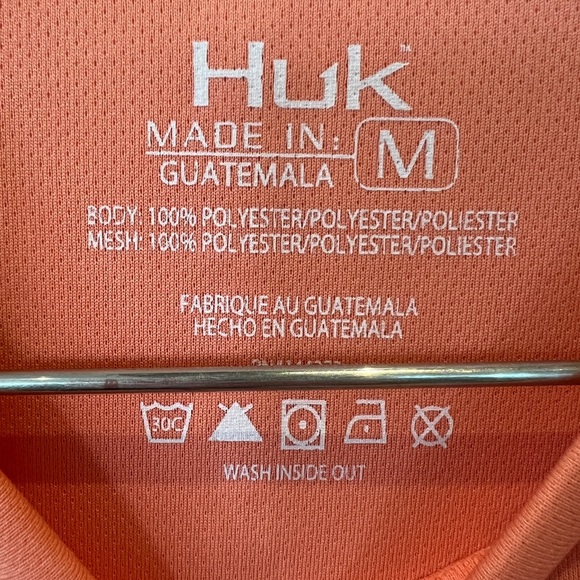 Huk™
MADE IN:
GUATEMALA
M
BODY: 100% POLYESTER/POLYESTER/POLIESTER
MESH: 100% POLYESTER/POLYESTER/POLIESTER
FABRIQUE AU GUATEMALA
HECHO EN GUATEMALA
30C
WASH INSIDE OUT